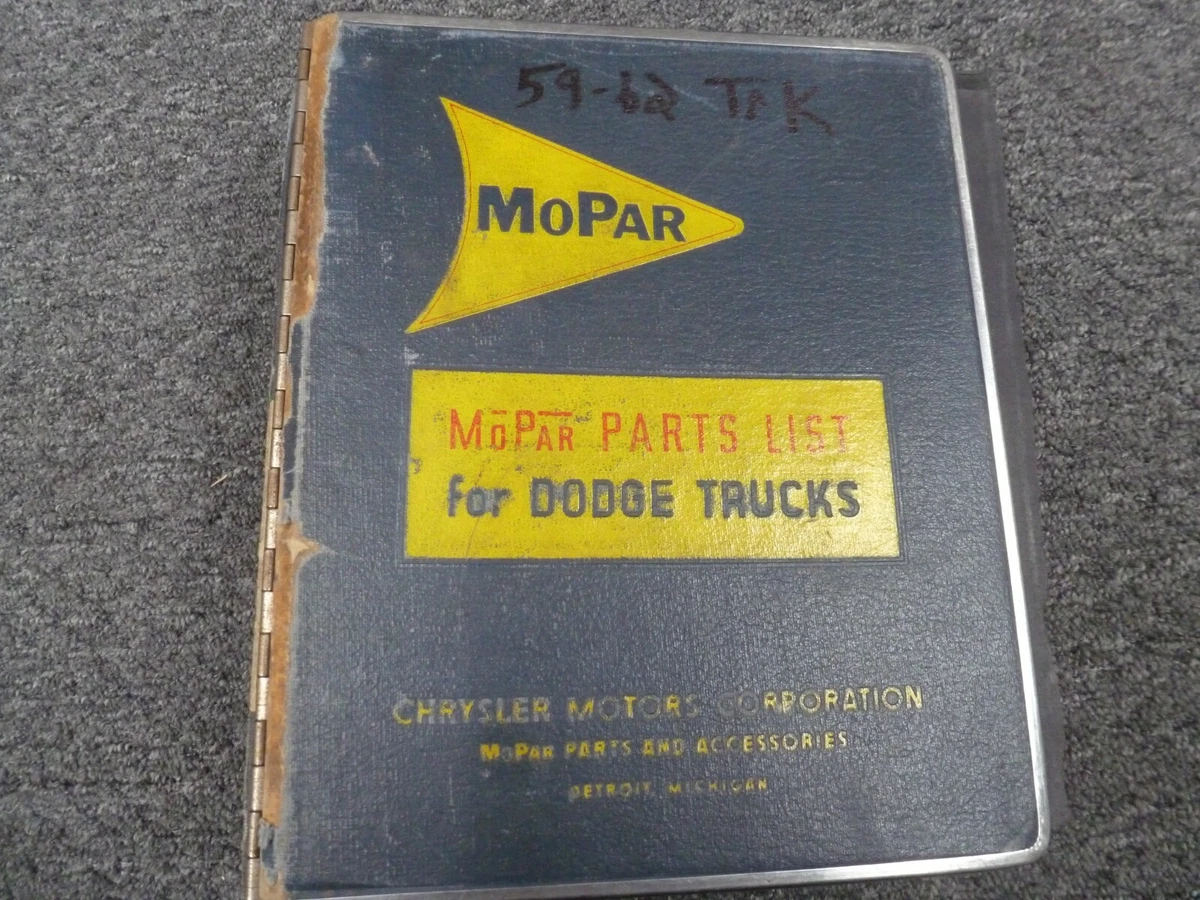 59-62 TrK
MOPAR
MOPAR PARTS LIST
for DODGE TRUCKS
CHRYSLER MOTORS CORPORATION
MOPAR PARTS AND ACCESSORIES
DETROIT, MICHIGAN